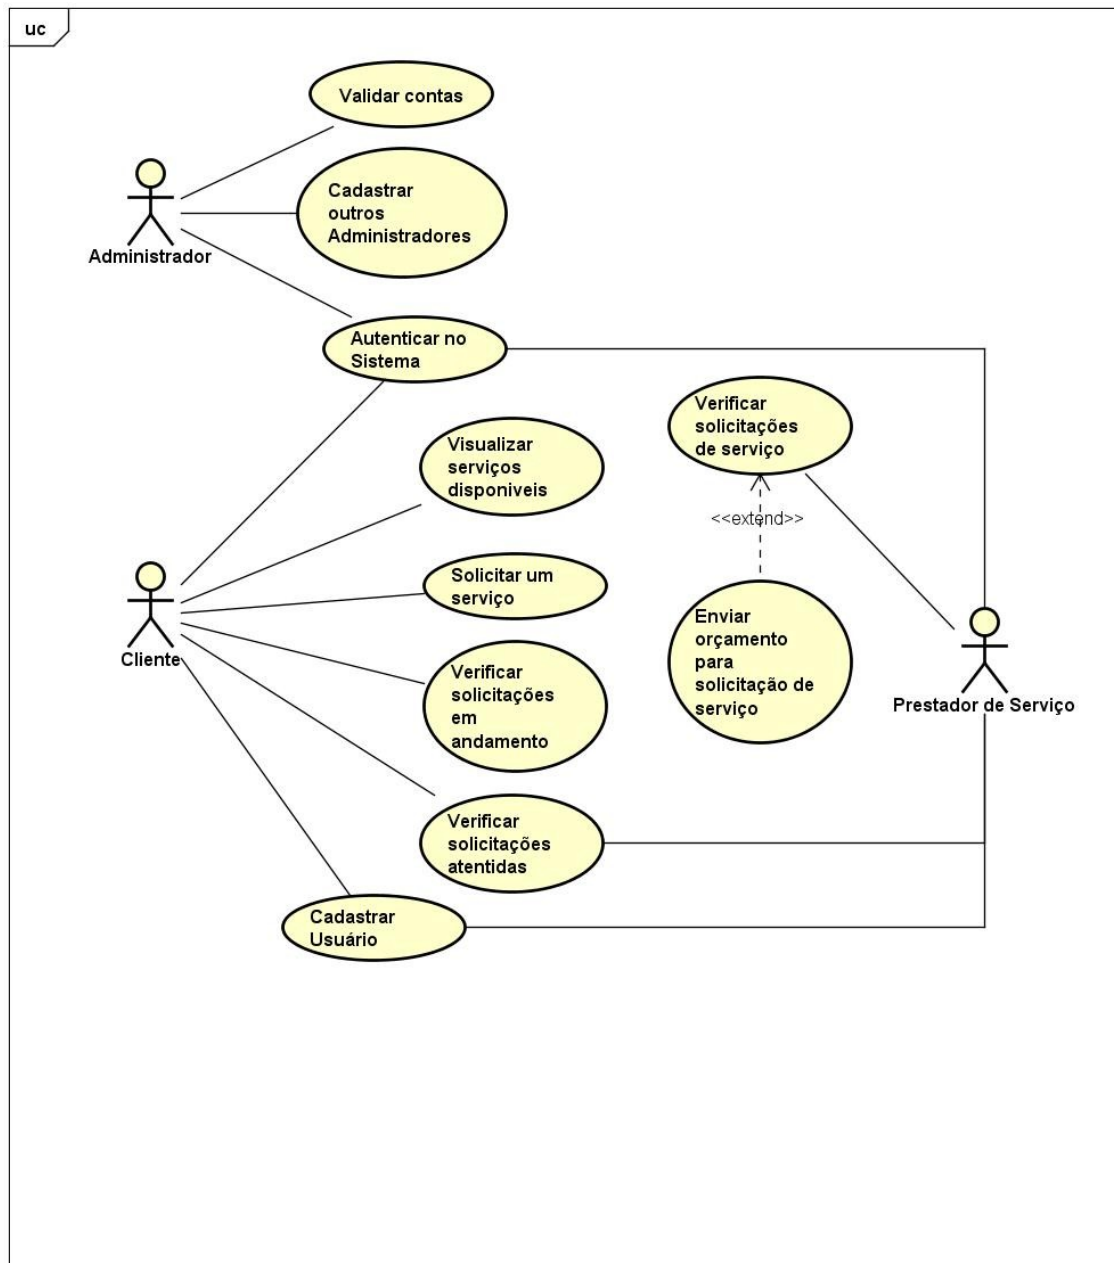 uc
Validar contas
Cadastrar
outros
Administradores
Administrador
Autenticar no
Sistema
Verificar
solicitações
de serviço
Visualizar
serviços
disponiveis
<<extend>>
Solicitar um
serviço
Enviar
orçamento
para
solicitação de
serviço
Cliente
Verificar
solicitações
em
andamento
Prestador de Serviço
Verificar
solicitações
atentidas
Cadastrar
Usuário